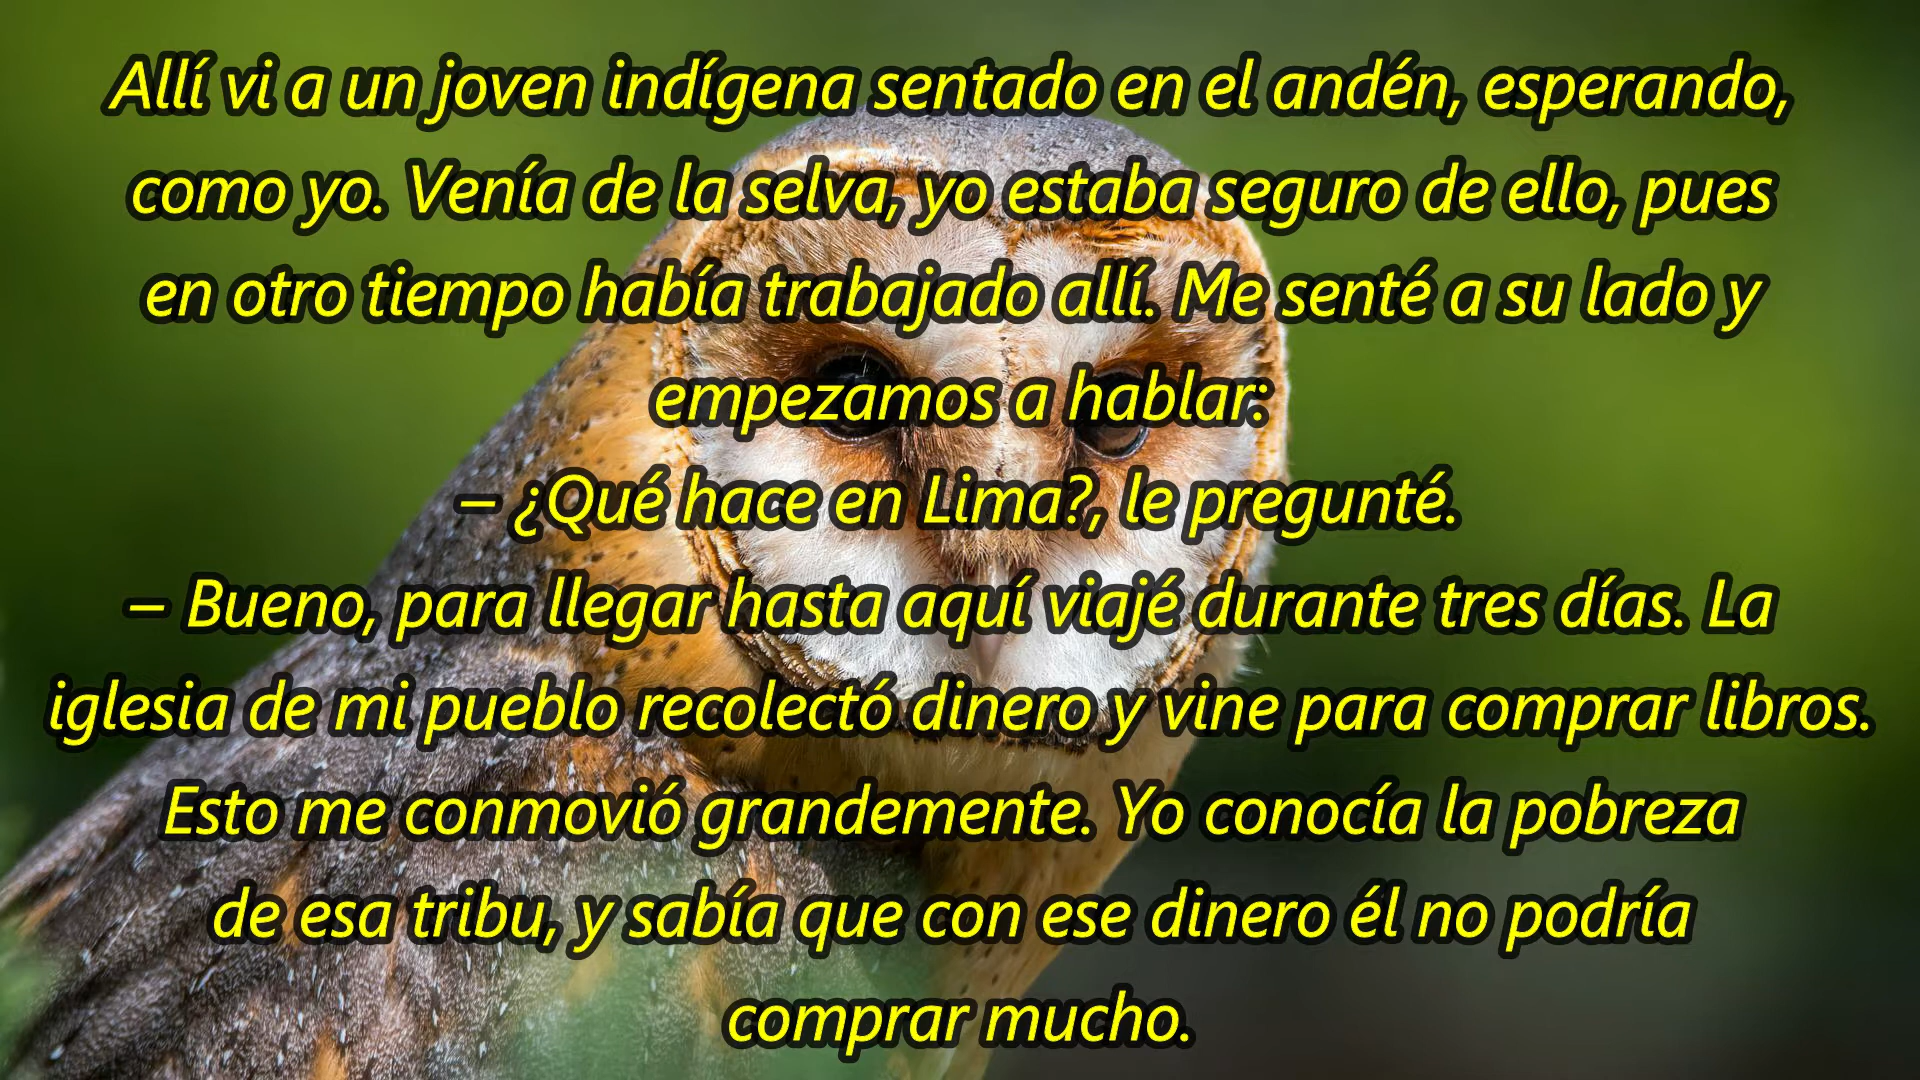 Allí vi a un joven indígena sentado en el andén, esperando,
como yo. Venía de la selva, yo estaba seguro de ello, pues
en otro tiempo había trabajado allí. Me senté a su lado y
empezamos a hablar:
– ¿Qué hace en Lima?, le pregunté.
– Bueno, para llegar hasta aquí viajé durante tres días. La
iglesia de mi pueblo recolectó dinero y vine para comprar libros.
Esto me conmovió grandemente. Yo conocía la pobreza
de esa tribu, y sabía que con ese dinero él no podría
comprar mucho.